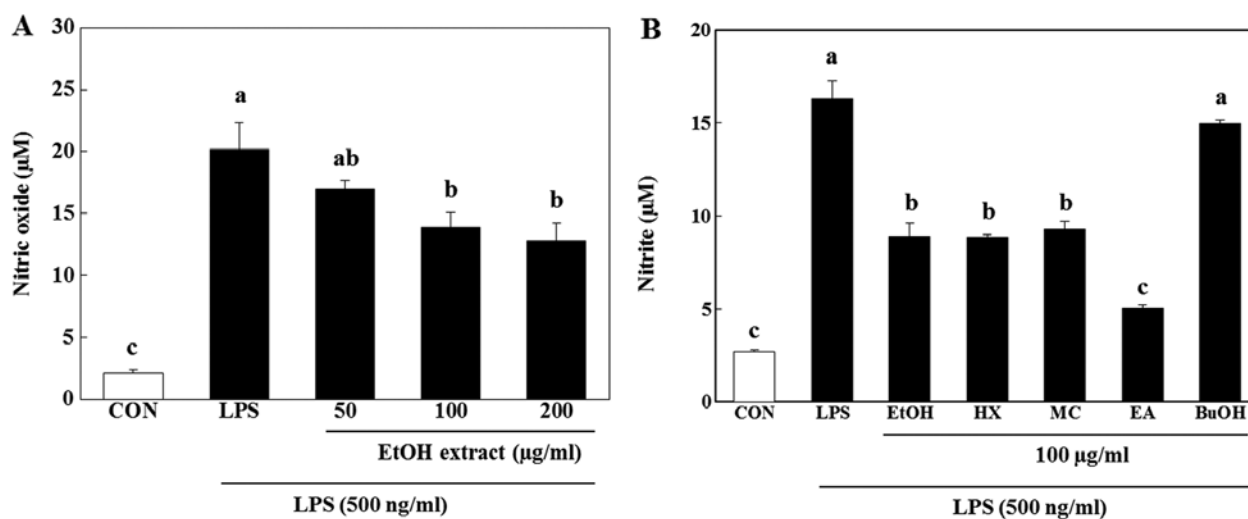 A
Nitric oxide (µM)
30
25
20
15
10
5
0
c
a
ab
b
b
CON LPS 50 100 200
EtOH extract (µg/ml)
LPS (500 ng/ml)
B
Nitrite (µM)
20
15
10
5
0
c
a
b
b
b
c
a
CON LPS EtOH HX MC EA BuOH
100 µg/ml
LPS (500 ng/ml)